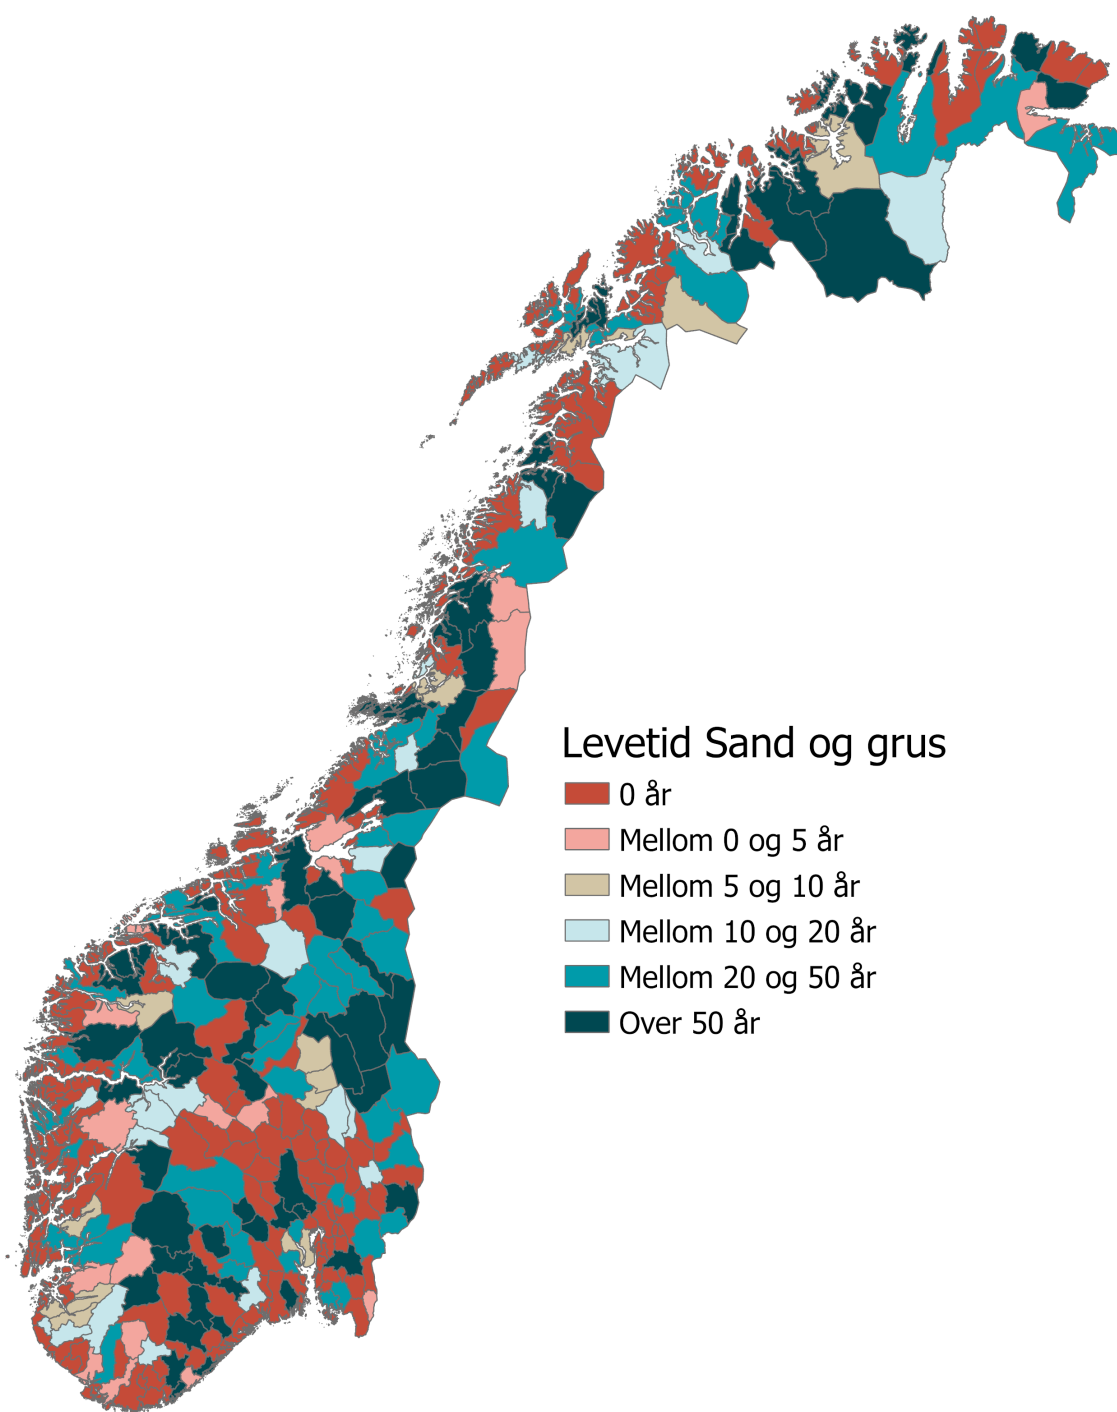 Levetid Sand og grus
0 år
Mellom 0 og 5 år
Mellom 5 og 10 år
Mellom 10 og 20 år
Mellom 20 og 50 år
Over 50 år